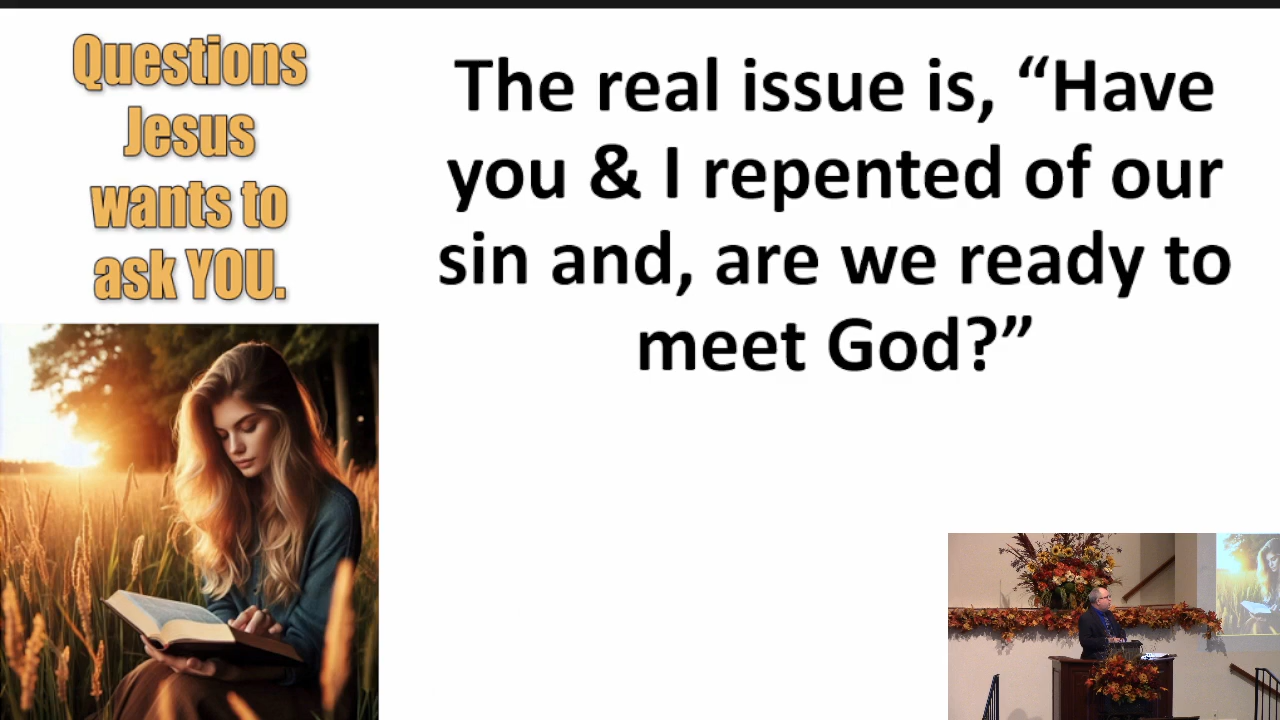 Questions
Jesus
wants to
ask YOU.
The real issue is, “Have
you & I repented of our
sin and, are we ready to
meet God?”